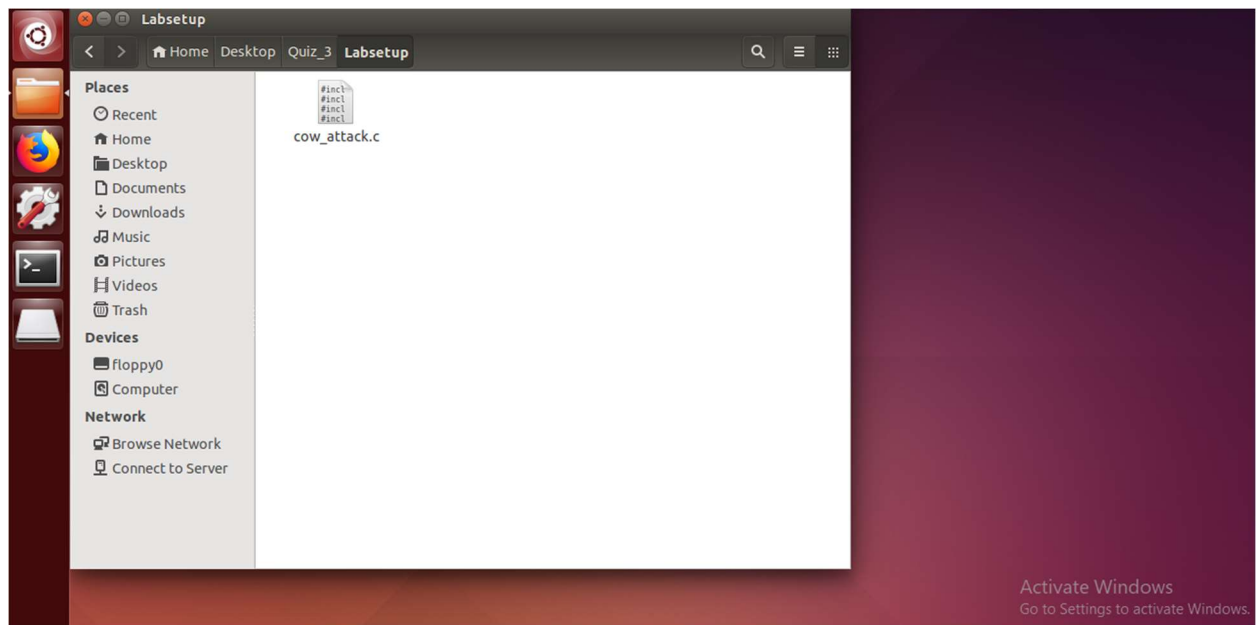 Labsetup
Home Desktop Quiz_3 Labsetup
Places
Recent
Home
Desktop
Documents
Downloads
Music
Pictures
Videos
Trash
Devices
floppy0
Computer
Network
Browse Network
Connect to Server
#incl
#incl
#incl
#incl
cow_attack.c
>_
Activate Windows
Go to Settings to activate Windows.